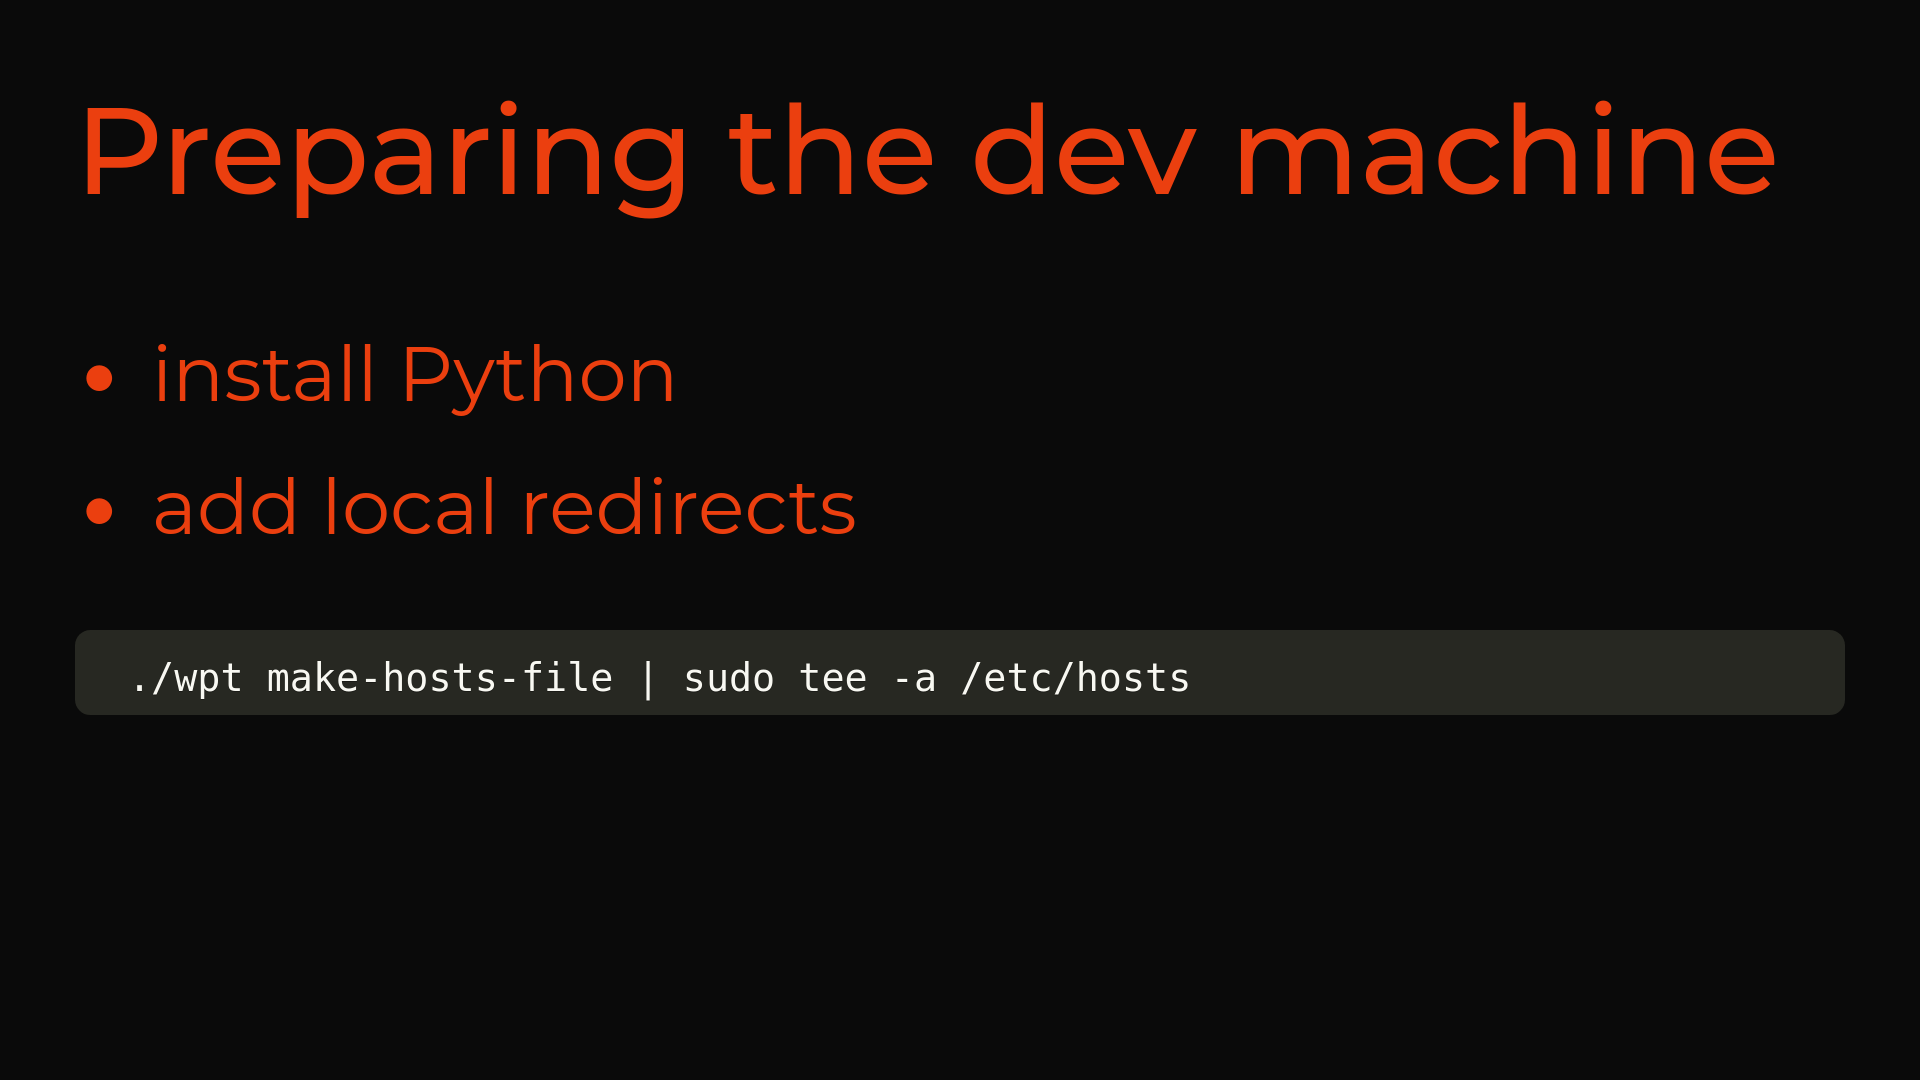 Preparing the dev machine
• install Python
• add local redirects
./wpt make-hosts-file | sudo tee -a /etc/hosts